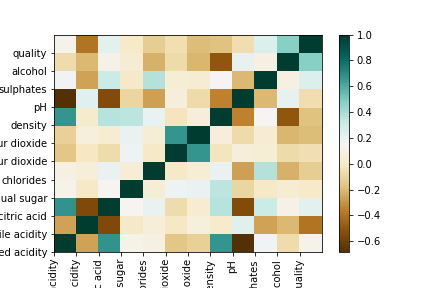 quality
alcohol
sulphates
pH
density
ur dioxide
ur dioxide
chlorides
ual sugar
citric acid
ile acidity
ed acidity
cidity
cidity
c acid
sugar
rides
oxide
oxide
ensity
pH
hates
cohol
uality
1.0
0.8
0.6
0.4
0.2
0.0
−0.2
−0.4
−0.6